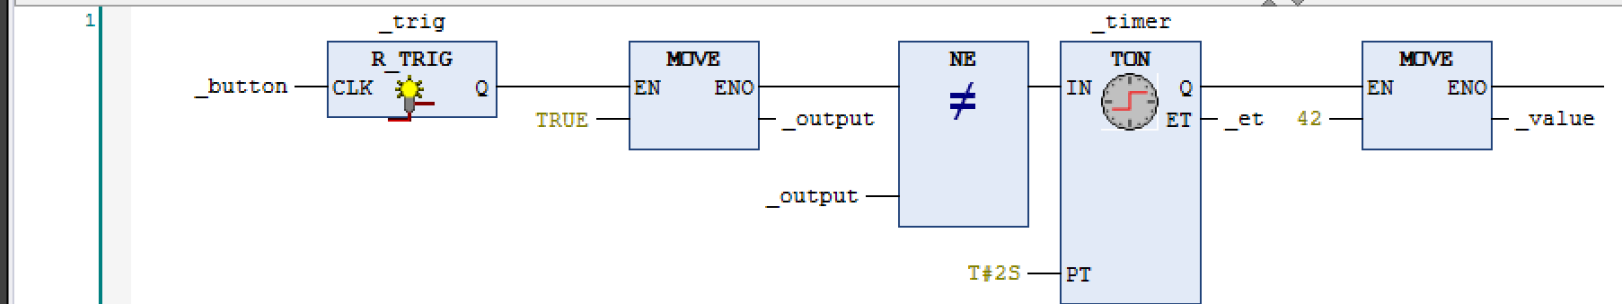 1
_trig
_timer
R_TRIG
MOVE
NE
TON
MOVE
_button
CLK
Q
EN
ENO
IN
Q
EN
ENO
TRUE
_output
≠
ET
_et
42
_value
_output
T#2S
PT